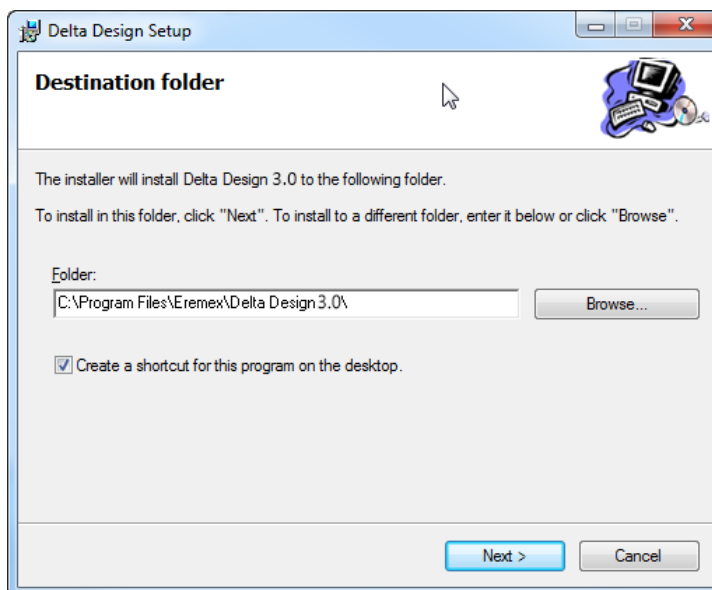 Delta Design Setup
Destination folder
The installer will install Delta Design 3.0 to the following folder.
To install in this folder, click "Next". To install to a different folder, enter it below or click "Browse".
Folder:
C:\Program Files\Eremex\Delta Design 3.0\
Browse...
Create a shortcut for this program on the desktop.
Next >
Cancel